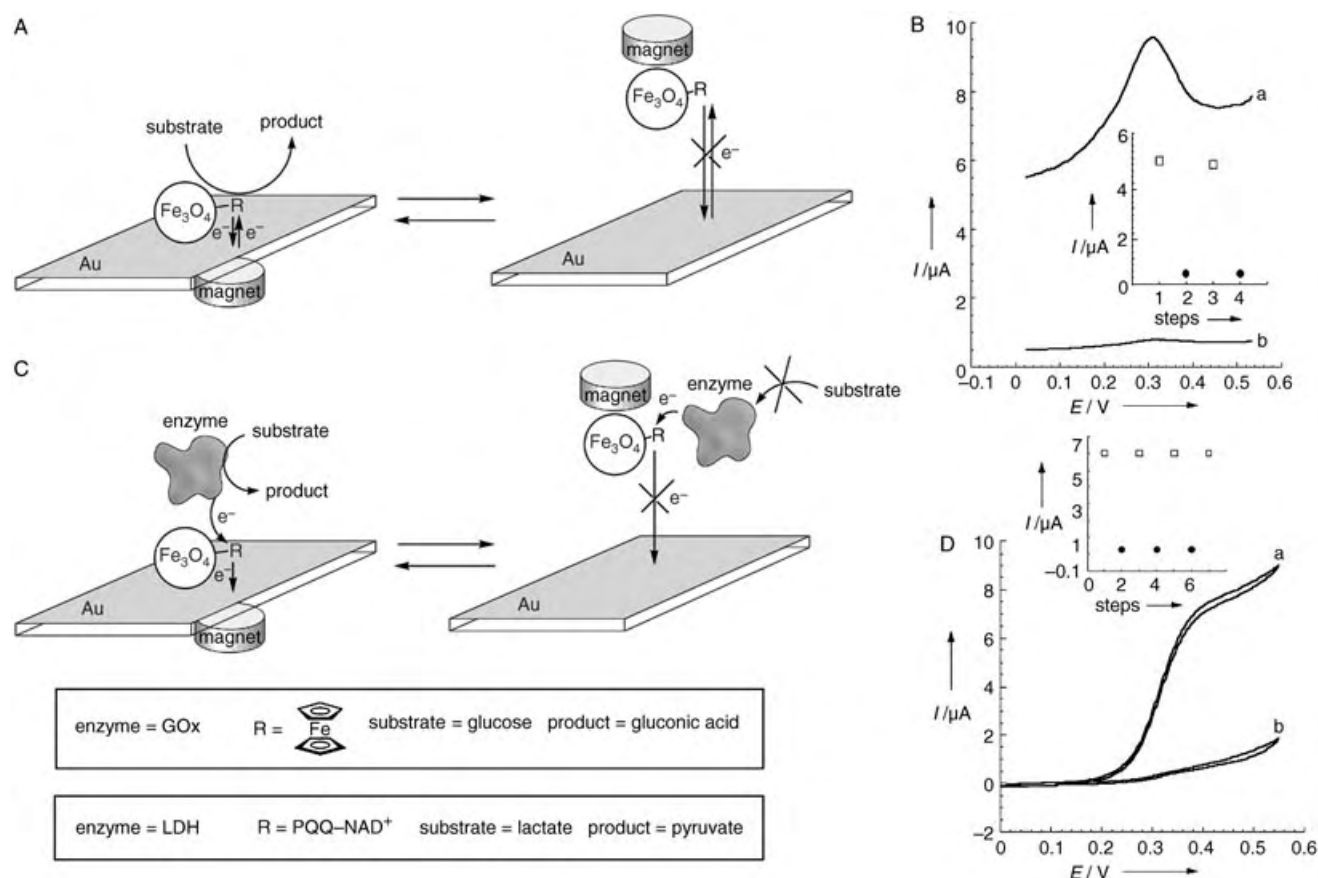 A
magnet
Fe3O4 R
substrate
product
e–
Fe3O4 R
e– e–
Au
magnet
Au
B
10
8
6
4
2
0
I /µA
a
b
6
4
2
0
I /µA
1 2 3 4
steps
–0.1 0 0.1 0.2 0.3 0.4 0.5 0.6
E / V
C
enzyme
substrate
product
e–
Fe3O4 R
e–
Au
magnet
magnet
enzyme
substrate
e–
Fe3O4 R
e–
Au
7
5
3
1
–0.1
I /µA
2 4 6
steps
D
10
8
6
4
2
0
–2
I /µA
a
b
0 0.1 0.2 0.3 0.4 0.5 0.6
E / V
enzyme = GOx R = Fe substrate = glucose product = gluconic acid
enzyme = LDH R = PQQ–NAD+ substrate = lactate product = pyruvate